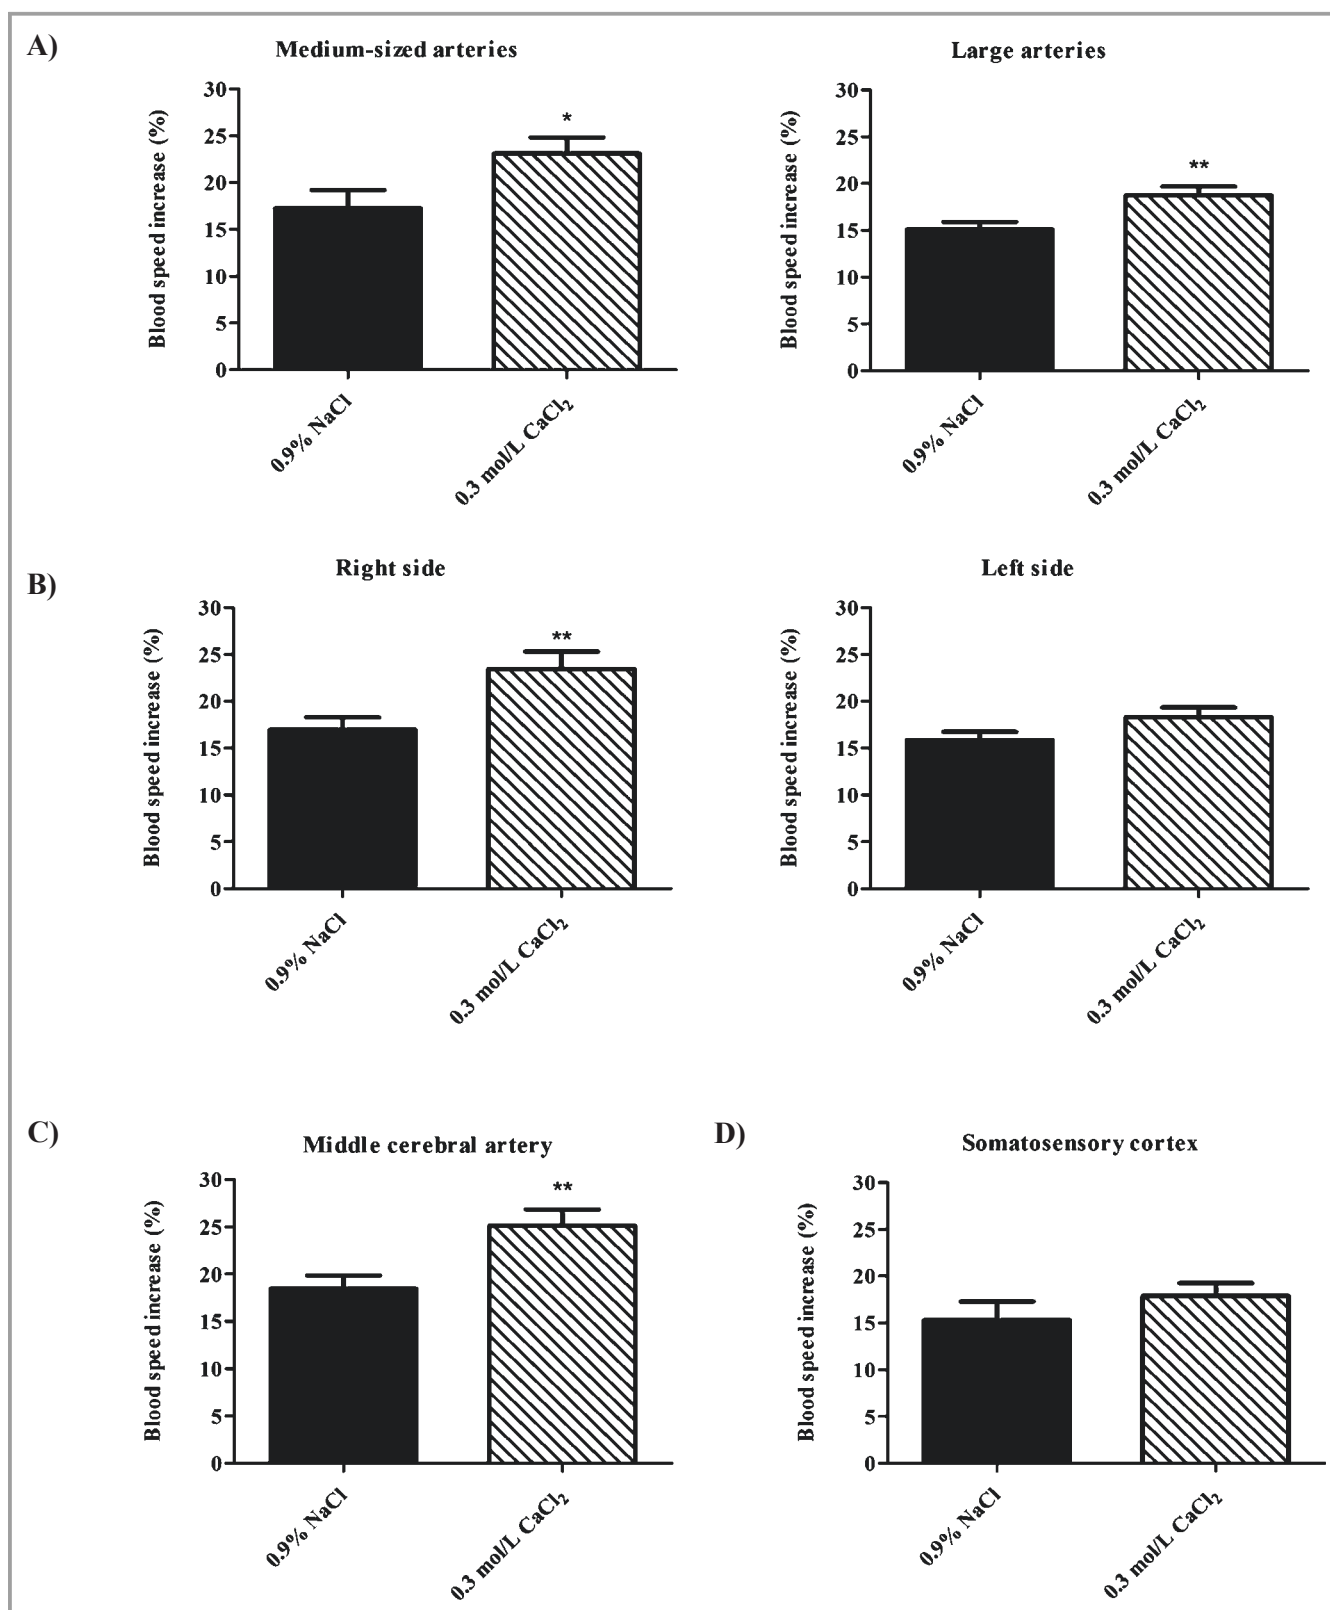 A)
Medium-sized arteries
Blood speed increase (%)
30
25
20
15
10
5
0
*
0.9% NaCl
0.3 mol/L CaCl₂
Large arteries
Blood speed increase (%)
30
25
20
15
10
5
0
**
0.9% NaCl
0.3 mol/L CaCl₂
B)
Right side
Blood speed increase (%)
30
25
20
15
10
5
0
**
0.9% NaCl
0.3 mol/L CaCl₂
Left side
Blood speed increase (%)
30
25
20
15
10
5
0
0.9% NaCl
0.3 mol/L CaCl₂
C)
Middle cerebral artery
Blood speed increase (%)
30
25
20
15
10
5
0
**
0.9% NaCl
0.3 mol/L CaCl₂
D)
Somatosensory cortex
Blood speed increase (%)
30
25
20
15
10
5
0
0.9% NaCl
0.3 mol/L CaCl₂